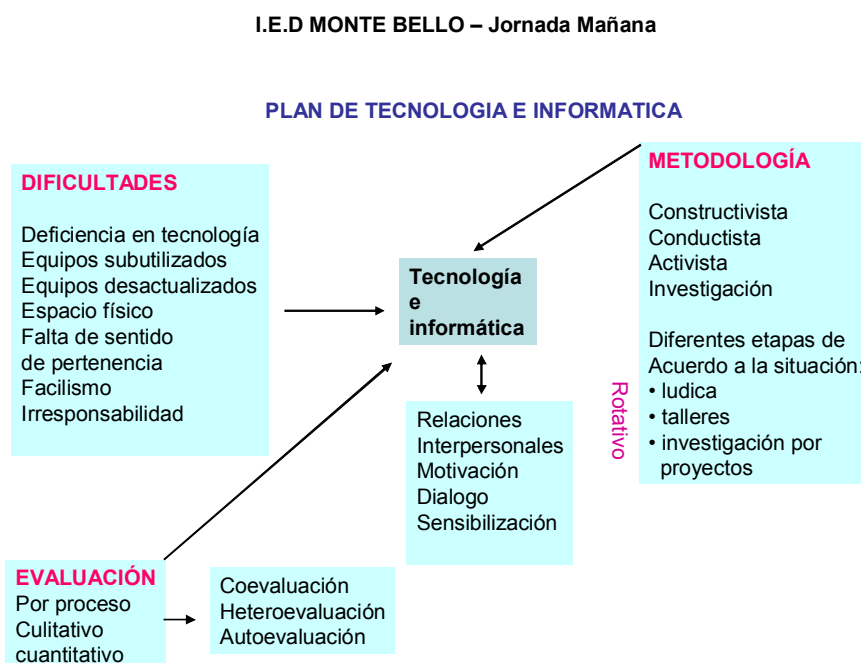 I.E.D MONTE BELLO – Jornada Mañana
PLAN DE TECNOLOGIA E INFORMATICA
DIFICULTADES
Deficiencia en tecnología
Equipos subutilizados
Equipos desactualizados
Espacio físico
Falta de sentido
de pertenencia
Facilismo
Irresponsabilidad
Tecnología
e
informática
METODOLOGÍA
Constructivista
Conductista
Activista
Investigación
Diferentes etapas de
Acuerdo a la situación:
• ludica
• talleres
• investigación por
proyectos
Rotativo
Relaciones
Interpersonales
Motivación
Dialogo
Sensibilización
EVALUACIÓN
Por proceso
Culitativo
cuantitativo
Coevaluación
Heteroevaluación
Autoevaluación